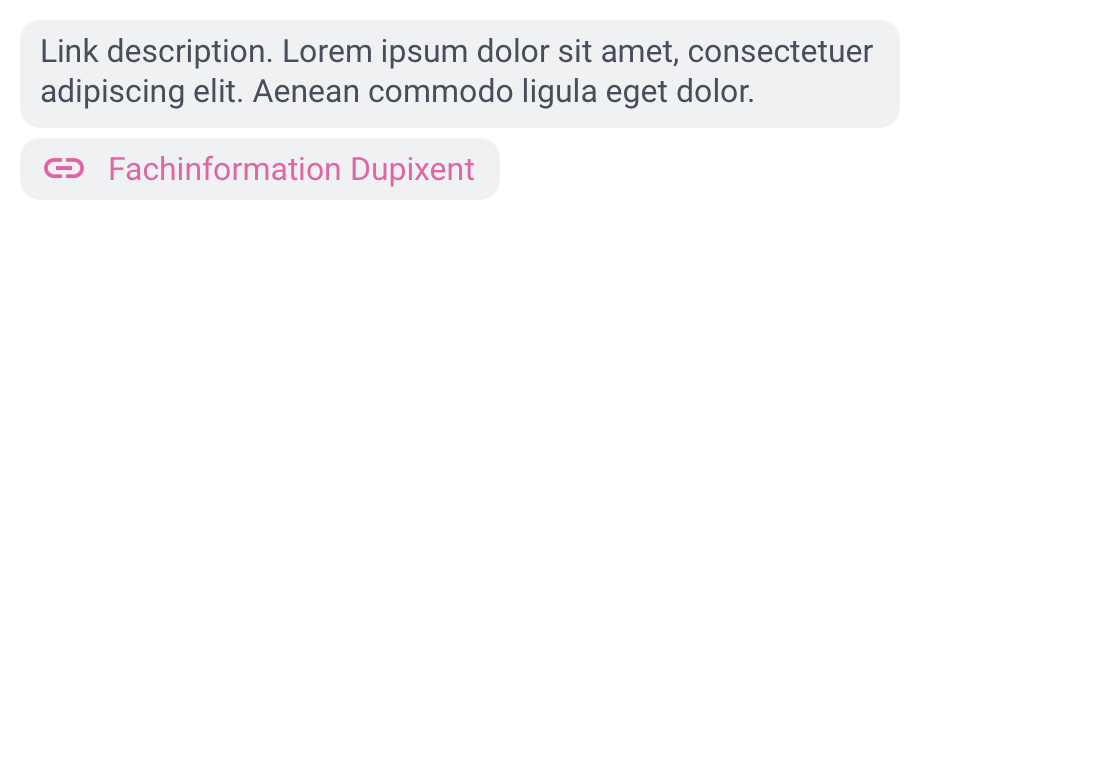 Link description. Lorem ipsum dolor sit amet, consectetuer
adipiscing elit. Aenean commodo ligula eget dolor.
Fachinformation Dupixent